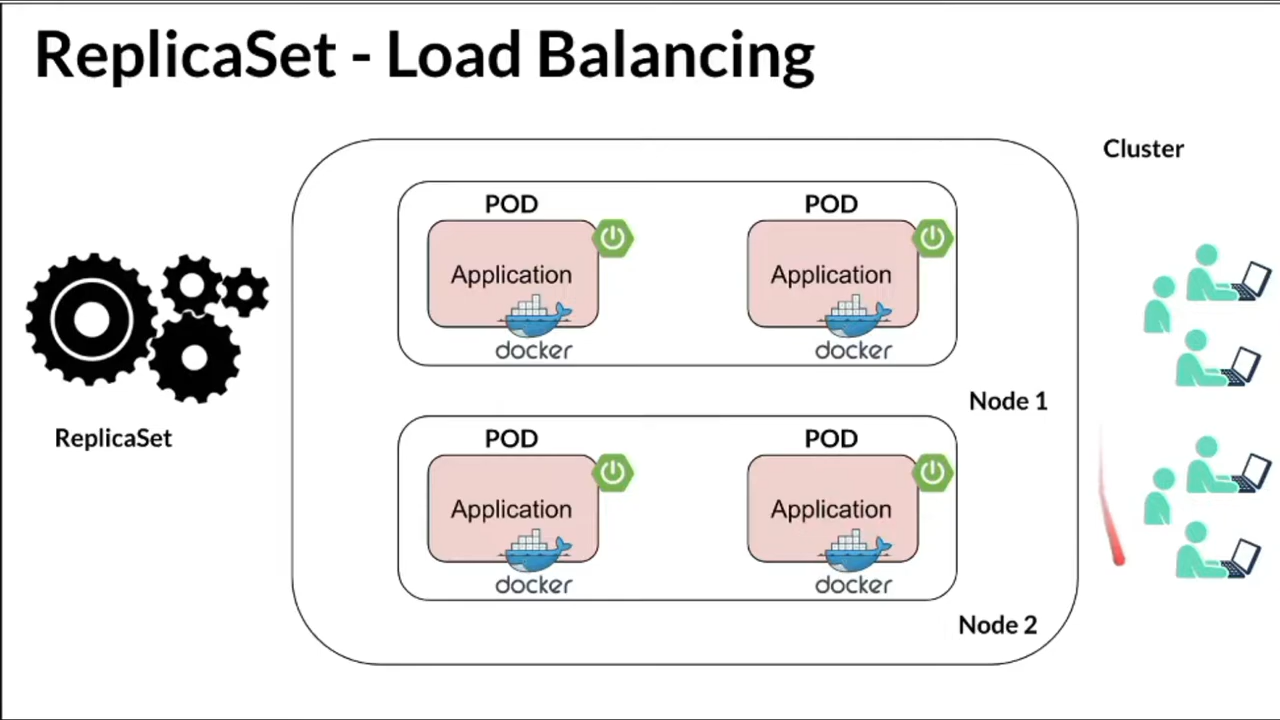 ReplicaSet - Load Balancing
Cluster
POD
POD
Application
Application
docker
docker
Node 1
ReplicaSet
POD
POD
Application
Application
docker
docker
Node 2